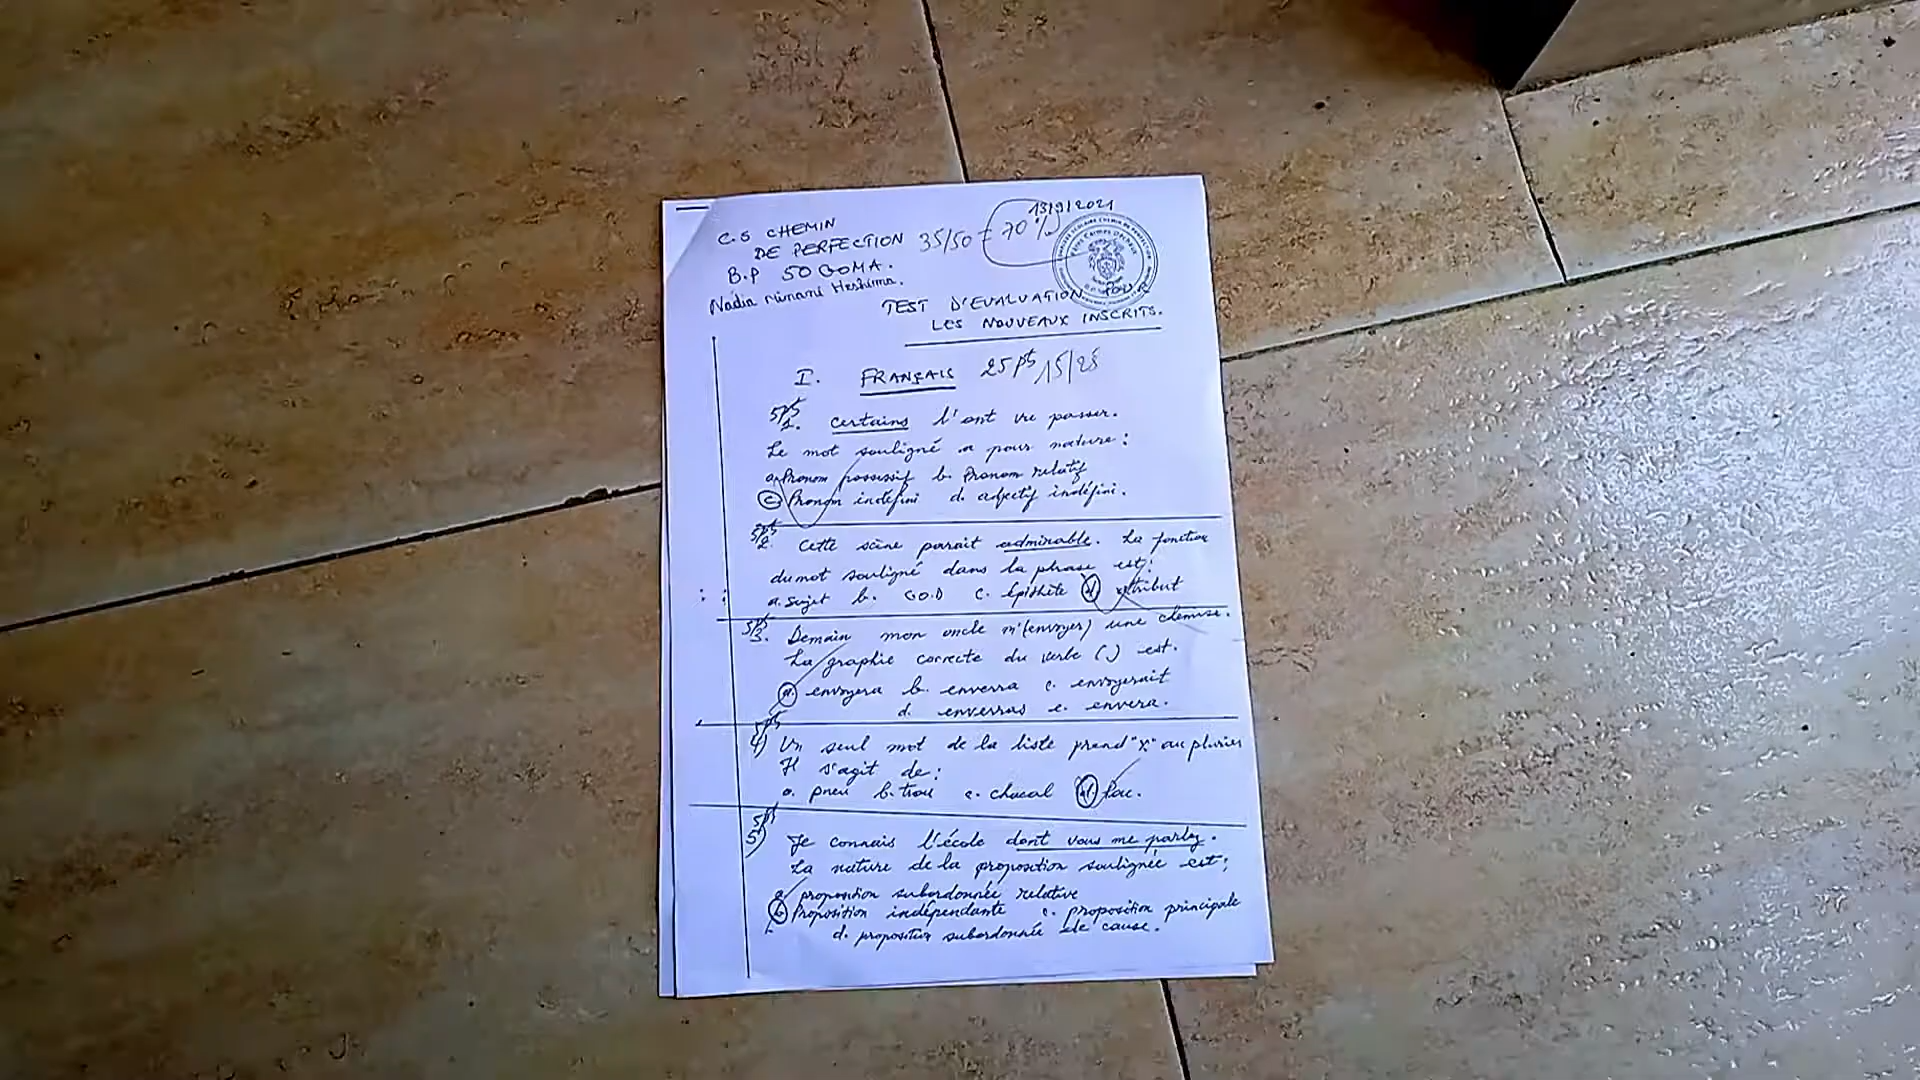 13/9/2021
C.S CHEMIN
DE PERFECTION 35/50 = 70%
B.P 50 GOMA.
Nadia Nimani Heshima.
TEST D'EVALUATION POUR
LES NOUVEAUX INSCRITS.
I. FRANÇAIS 25 pts 15/25
5/5
1. Certains l'ont vu passer.
Le mot souligné a pour nature :
a. Pronom possessif b. Pronom relatif
c. Pronom indéfini d. adjectif indéfini.
2. Cette scène parait admirable. La fonction
du mot souligné dans la phrase est :
a. sujet b. C.O.D c. Epithète d. attribut
3. Demain mon oncle m'(envoyer) une chemise.
La graphie correcte du verbe ( ) est.
a. envoyera b. enverra c. envoyerait
d. enverras e. envera.
4) Un seul mot de la liste prend "x" au pluriel
Il s'agit de :
a. pneu b. trou c. chacal d.
5) Je connais l'école dont vous me parlez.
La nature de la proposition soulignée est :
a. proposition subordonnée relative
b. Proposition indépendante c. proposition principale
d. proposition subordonnée de cause.